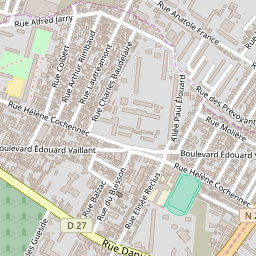 Rue Alfred Jarry
Rue Anatole France
Rue Colbert
Rue Arthur Rimbaud
Rue Lautréamont
Rue Charles Baudelaire
Allée Paul Éluard
Rue des Prévoyants
Rue Molière
Rue Hélène Cochennec
Boulevard Édouard Vaillant
Boulevard Édouard V
Rue Hélène Cochennec
Rue Balzac
Rue du Buisson
Rue Élisée Reclus
D 27
N 2
Rue Dan
les Guesde